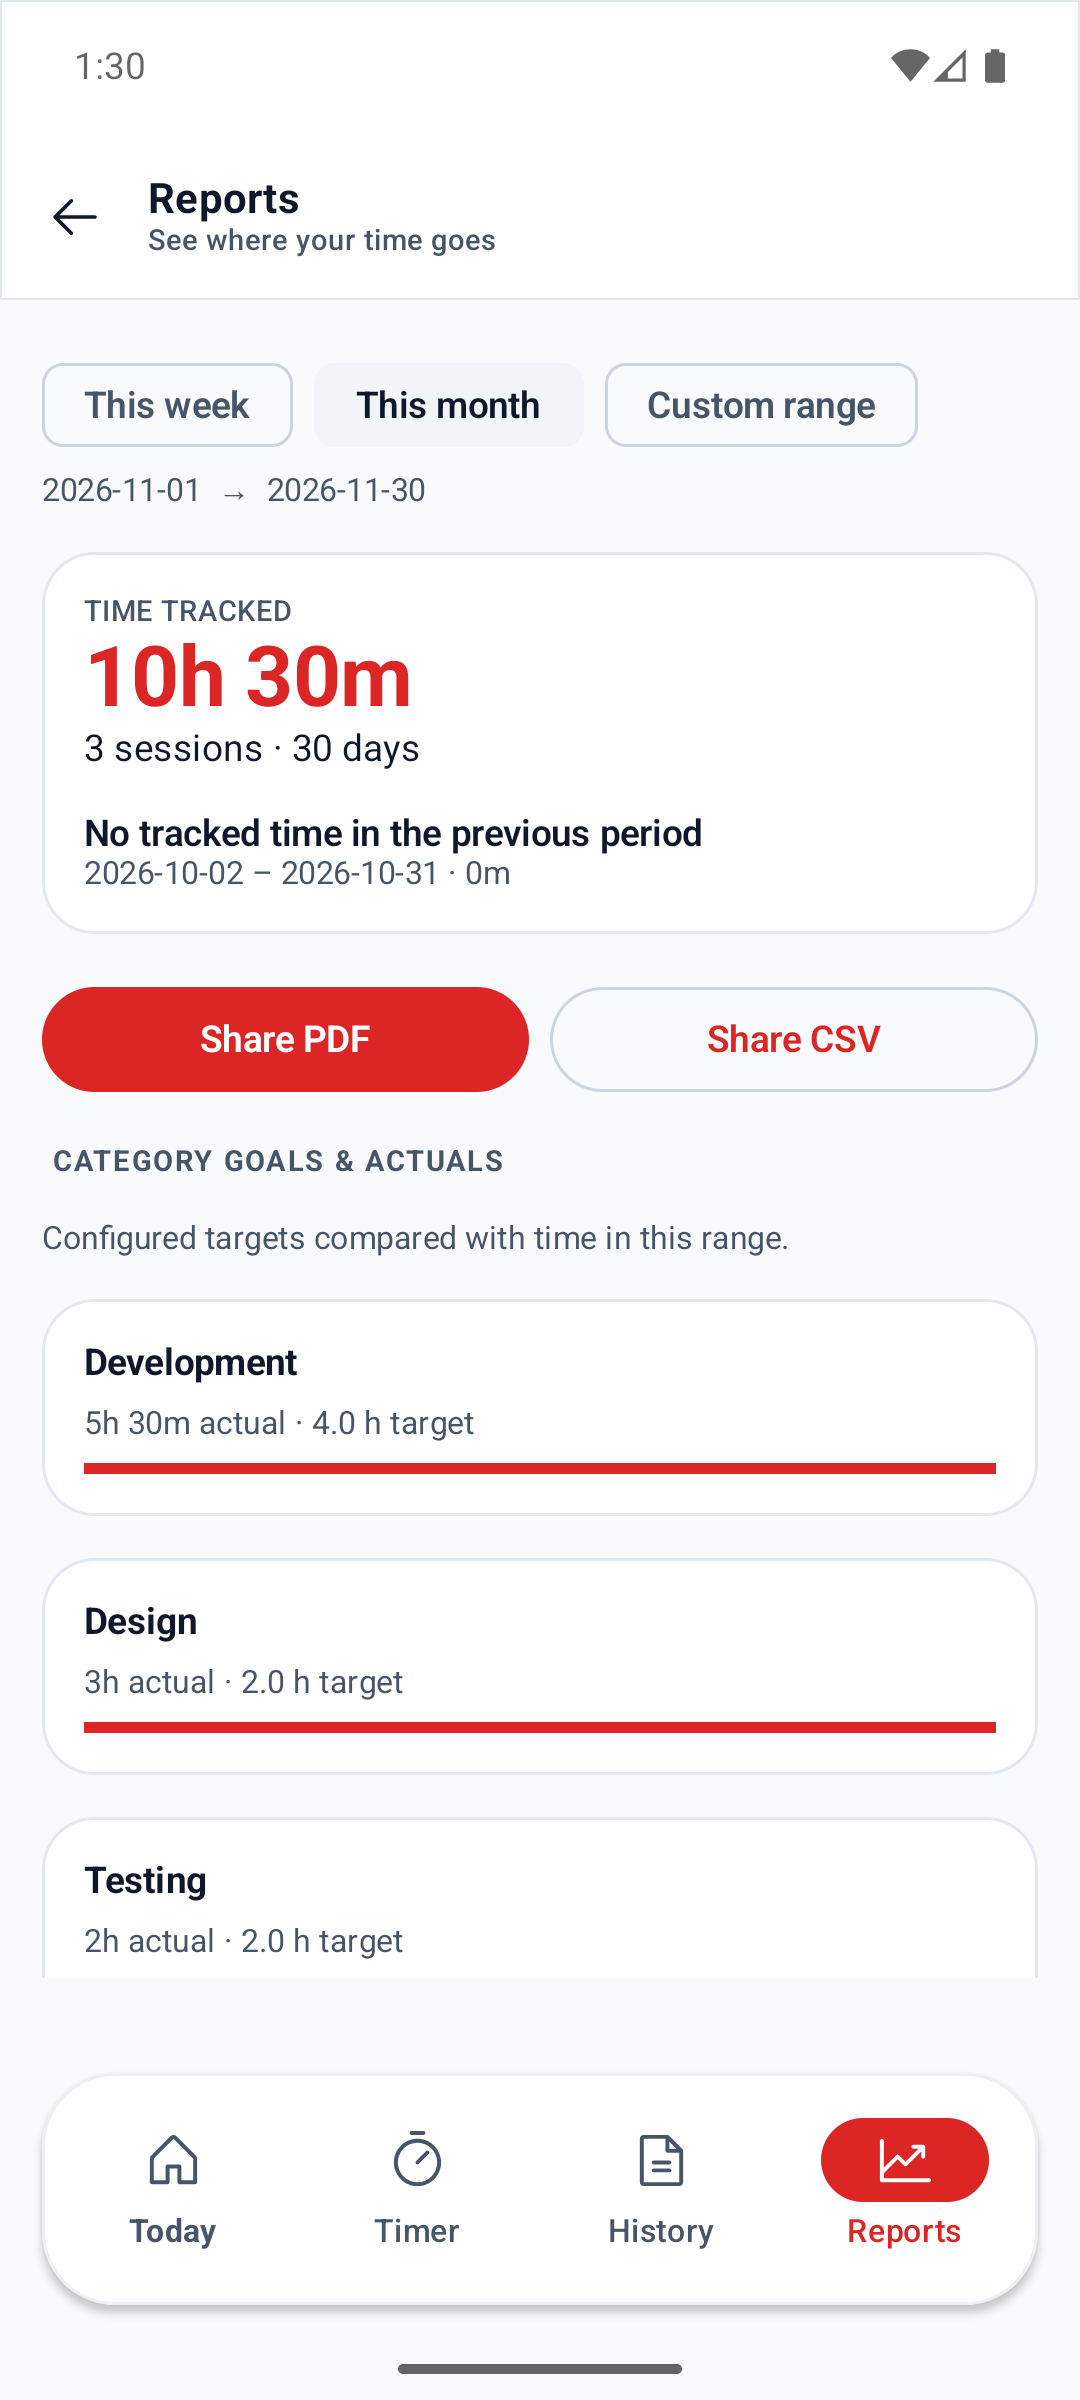 1:30
Reports
See where your time goes
This week
This month
Custom range
2026-11-01 → 2026-11-30
TIME TRACKED
10h 30m
3 sessions · 30 days
No tracked time in the previous period
2026-10-02 – 2026-10-31 · 0m
Share PDF
Share CSV
CATEGORY GOALS & ACTUALS
Configured targets compared with time in this range.
Development
5h 30m actual · 4.0 h target
Design
3h actual · 2.0 h target
Testing
2h actual · 2.0 h target
Today
Timer
History
Reports